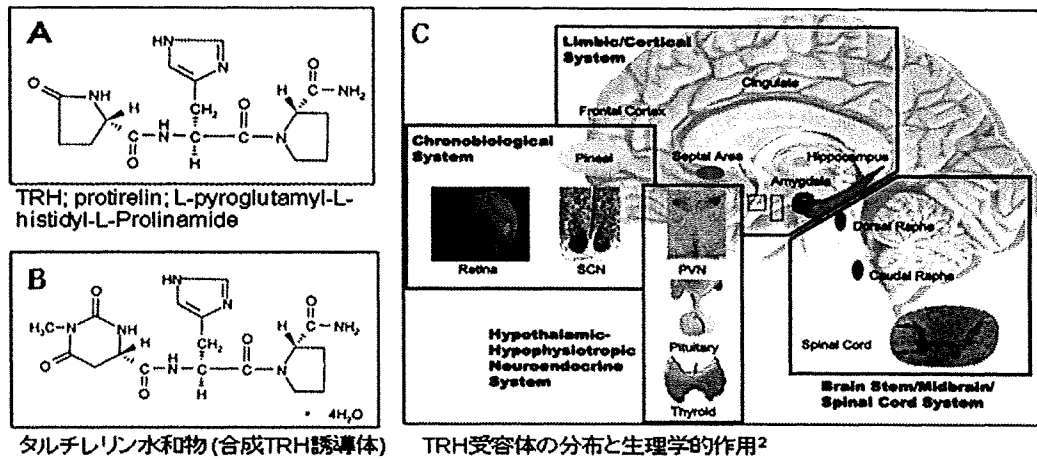 A
HN
N
O
NH
H
CH₂
O
C
NH₂
H
C
O
HN
C
H
C
O
N
TRH; protirelin; L-pyroglutamyl-L-
histidyl-L-Prolinamide
B
HN
N
O
H₃C
N
NH
H
O
CH₂
O
C
NH₂
H
C
O
HN
C
H
C
O
N
• 4H₂O
タルチレリン水和物 (合成TRH誘導体)
C
Limbic/Cortical
System
Cingulate
Frontal Cortex
Chronobiological
System
Pineal
Septal Area
Hippocampus
Amygdala
Retina
SCN
PVN
Dorsal Raphe
Caudal Raphe
Hypothalamic-
Hypophysiotropic
Neuroendocrine
System
Pituitary
Thyroid
Spinal Cord
Brain Stem/Midbrain/
Spinal Cord System
TRH受容体の分布と生理学的作用²